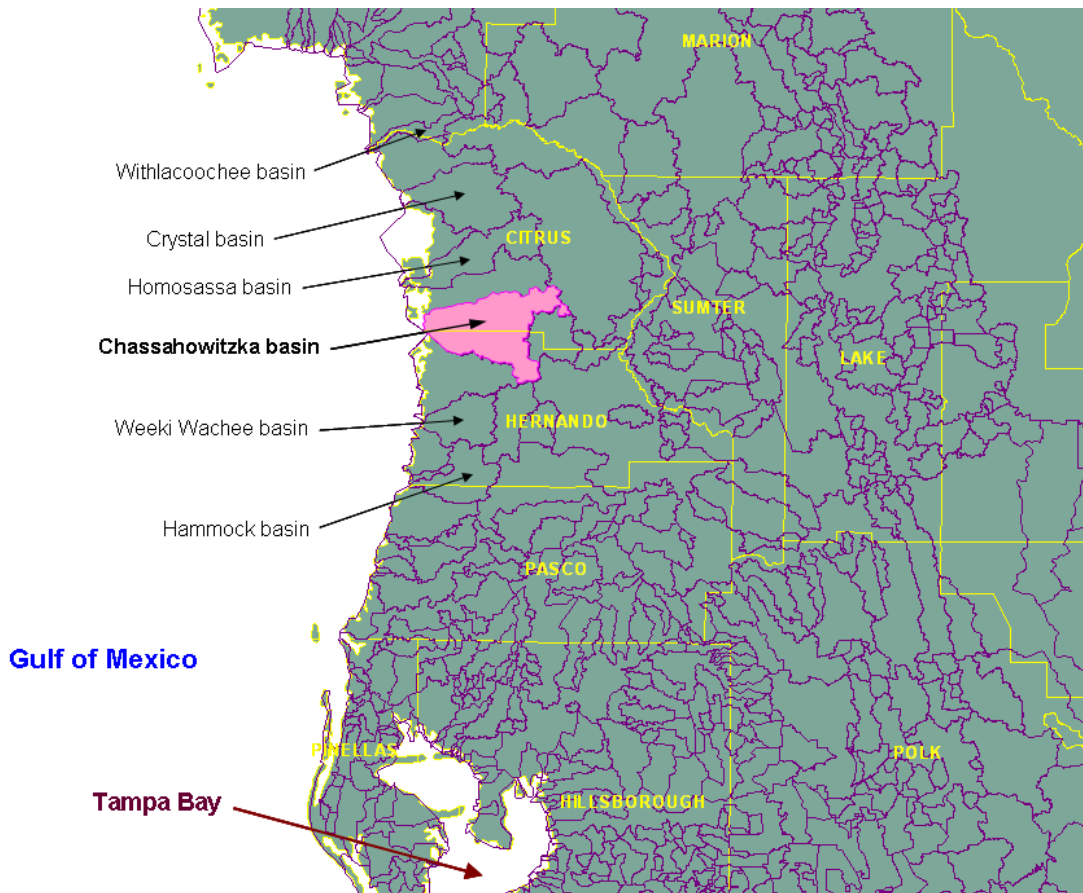 MARION
Withlacoochee basin
Crystal basin
CITRUS
Homosassa basin
SUMTER
Chassahowitzka basin
LAKE
Weeki Wachee basin
HERNANDO
Hammock basin
PASCO
Gulf of Mexico
PINELLAS
POLK
Tampa Bay
HILLSBOROUGH